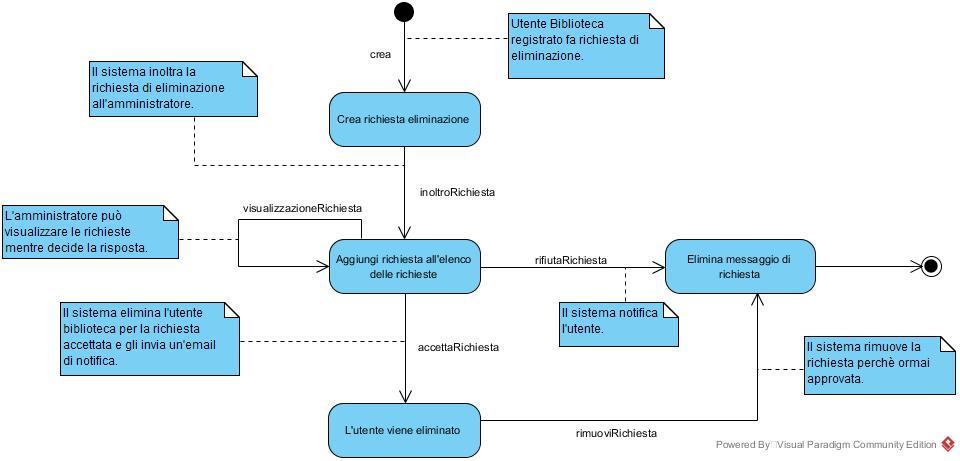 Utente Biblioteca
registrato fa richiesta di
eliminazione.
crea
Il sistema inoltra la
richiesta di eliminazione
all'amministratore.
Crea richiesta eliminazione
inoltroRichiesta
L'amministratore può
visualizzare le richieste
mentre decide la risposta.
visualizzazioneRichiesta
Aggiungi richiesta all'elenco
delle richieste
rifiutaRichiesta
Elimina messaggio di
richiesta
Il sistema notifica
l'utente.
Il sistema elimina l'utente
biblioteca per la richiesta
accettata e gli invia un'email
di notifica.
accettaRichiesta
Il sistema rimuove la
richiesta perchè ormai
approvata.
L'utente viene eliminato
rimuoviRichiesta
Powered By Visual Paradigm Community Edition